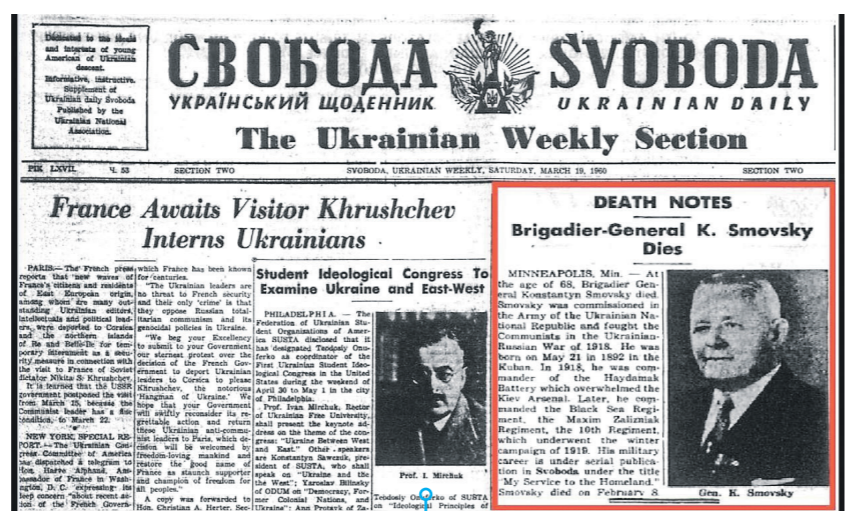 Dedicated to the ideals
and interests of young
American of Ukrainian
descent.
Informative, instructive.
Supplement of
Ukrainian daily Svoboda
Published by the
Ukrainian National
Association.
СВОБОДА SVOBODA
УКРАЇНСЬКИЙ ЩОДЕННИК UKRAINIAN DAILY
The Ukrainian Weekly Section
РІК LXVII. Ч. 53 SECTION TWO SVOBODA, UKRAINIAN WEEKLY, SATURDAY, MARCH 19, 1960 SECTION TWO
France Awaits Visitor Khrushchev
Interns Ukrainians
PARIS.— The French press
reports that new waves of
France's citizens and residents
of East European origin,
among whom are many out-
standing Ukrainian editors,
intellectuals and political lead-
ers, were deported to Corsica
and the northern islands
of Re and Belle-Ile for tem-
porary internment as a secu-
rity measure in connection with
the visit to France of Soviet
dictator Nikita S. Khrushchev.
It is learned that the USSR
government postponed the visit
from March 15, because the
Communist leader has a flu
condition, to March 22.
NEW YORK, SPECIAL RE-
PORT.— The Ukrainian Con-
gress Committee of America
has dispatched a telegram to
Hon. Herve Alphand, Am-
bassador of France in Wash-
ington, D. C. expressing its
deep concern "about recent ac-
tion of the French Govern-
which France has been known
for centuries.
"The Ukrainian leaders are
no threat to French security
and their only 'crime' is that
they oppose Russian total-
itarian communism and its
genocidal policies in Ukraine.
"We beg your Excellency
to submit to your Government
our sternest protest over the
decision of the French Gov-
ernment to deport Ukrainian
leaders to Corsica to please
Khrushchev, the notorious
'Hangman of Ukraine.' We
hope that your Government
will swiftly reconsider its re-
grettable action and return
these Ukrainian anti-commu-
nist leaders to Paris, which de-
cision will be welcomed by
freedom-loving mankind and
restore the good name of
France as staunch supporter
and champion of freedom for
all peoples."
A copy was forwarded to
Hon. Christian A. Herter, Sec-
Student Ideological Congress To
Examine Ukraine and East-West
PHILADELPHIA. — The
Federation of Ukrainian Stu-
dent Organizations of Amer-
ica SUSTA disclosed that it
has designated Teodosly Ono-
ferko as coordinator of the
First Ukrainian Student Ideo-
logical Congress in the United
States during the weekend of
April 30 to May 1 in the city
of Philadelphia.
Prof. Ivan Mirchuk, Rector
of Ukrainian Free University,
shall present the keynote ad-
dress on the theme of the con-
gress: "Ukraine Between West
and East." Other speakers
are Konstantyn Sawczuk, pre-
sident of SUSTA, who shall
speak on "Ukraine and the
the West"; Yaroslav Bilinsky
of ODUM on "Democracy, For-
mer Colonial Nations, and
Ukraine"; Ann Protayk of Za-
Prof. I. Mirchuk
Teodosly of SUSTA
on "Ideological Principles of
DEATH NOTES
Brigadier-General K. Smovsky
Dies
MINNEAPOLIS, Min. — At
the age of 68, Brigadier Gen-
eral Konstantyn Smovsky died.
Smovsky was commissioned in
the Army of the Ukrainian Na-
tional Republic and fought the
Communists in the Ukrainian-
Russian War of 1918. He was
born on May 21 in 1892 in the
Kuban. In 1918, he was com-
mander of the Haydamak
Battery which overwhelmed the
Kiev Arsenal. Later, he com-
manded the Black Sea Regi-
ment, the Maxim Zalizniak
Regiment, the 10th Regiment,
which underwent the winter
campaign of 1919. His military
career is under serial publica-
tion in Svoboda under the title
"My Service to the Homeland."
Smovsky died on February 8.
Gen. K. Smovsky